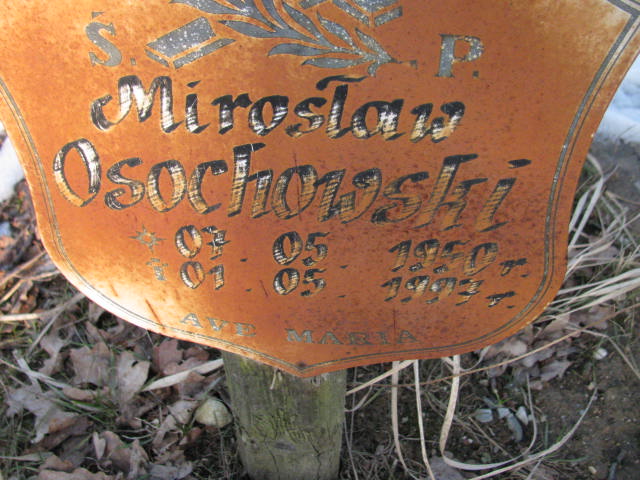 Ś. P.
Mirosław
Osochowski
* 07. 05. 1950 r.
† 01. 05. 1993 r.
AVE MARIA